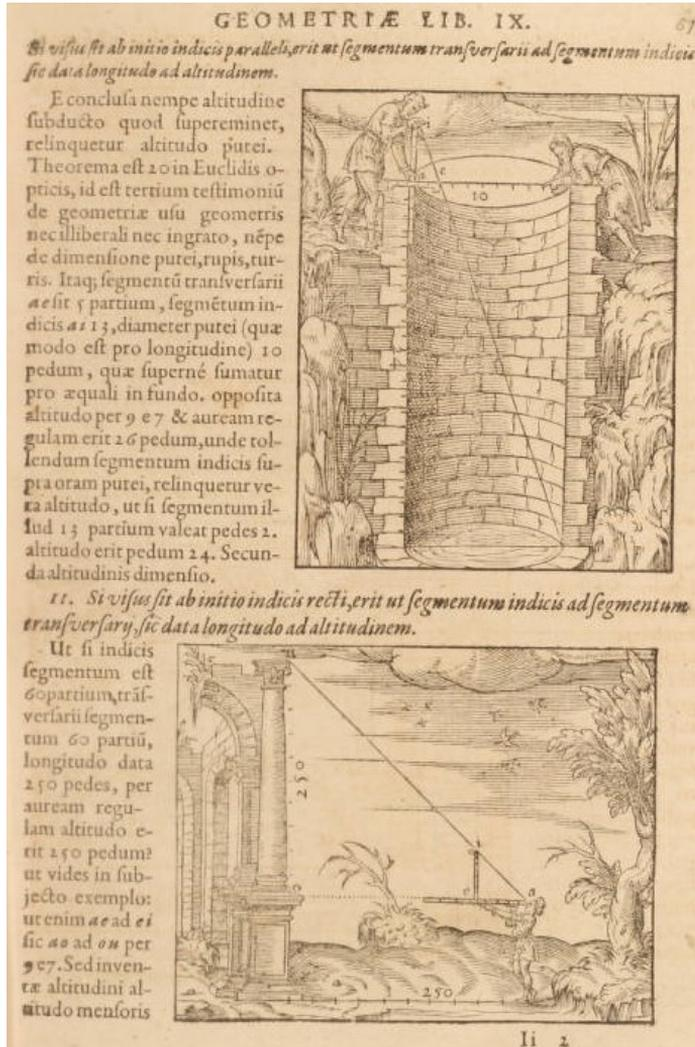 GEOMETRIÆ LIB. IX.
Si visus sit ab initio indicis paralleli, erit ut segmentum transversarii ad segmentum indicis
sic data longitudo ad altitudinem.
E conclusa nempe altitudine
subducto quod supereminet,
relinquetur altitudo putei.
Theorema est 20 in Euclidis o-
pticis, id est tertium testimoniū
de geometriæ usu geometris
nec illiberali nec ingrato, nẽpe
de dimensione putei, rupis, tur-
ris. Itaq; segmentū transversarii
ae sit 5 partium, segmẽtum in-
dicis ai 13, diameter putei (quæ
modo est pro longitudine) 10
pedum, quæ superné sumatur
pro æquali in fundo. opposita
altitudo per 9 e 7 & auream re-
gulam erit 26 pedum, unde tol-
lendum segmentum indicis su-
pra oram putei, relinquetur ve-
ra altitudo, ut si segmentum il-
lud 13 partium valeat pedes 2.
altitudo erit pedum 24. Secun-
da altitudinis dimensio.
10
11. Si visus sit ab initio indicis recti, erit ut segmentum indicis ad segmentum
transversarij, sic data longitudo ad altitudinem.
Ut si indicis
segmentum est
60 partium, trãs-
versarii segmen-
tum 60 partiũ,
longitudo data
250 pedes, per
auream regu-
lam altitudo e-
rit 250 pedum?
ut vides in sub-
jecto exemplo:
ut enim ae ad ei
sic ao ad ou per
9 e 7. Sed inven-
tæ altitudini al-
titudo mensoris
250
250
Ii 2